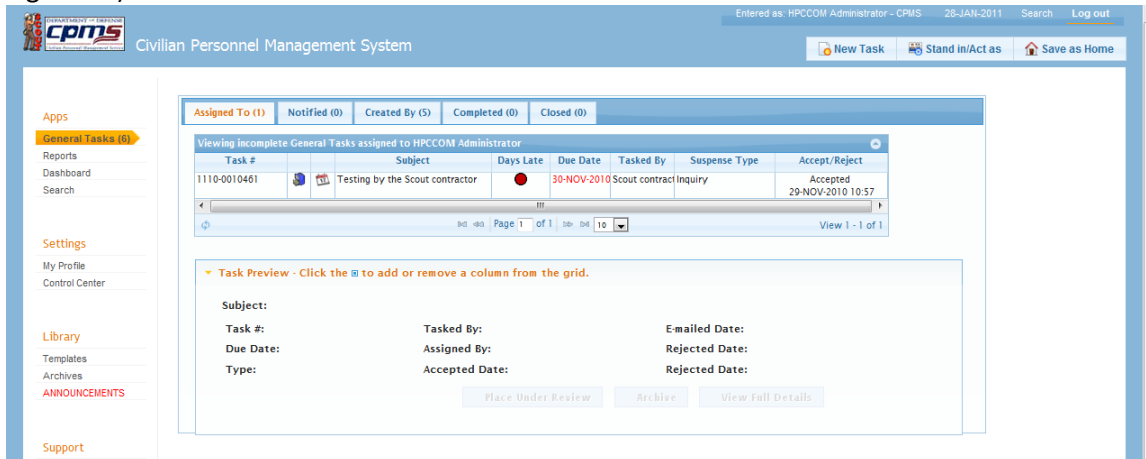 DEPARTMENT OF DEFENSE
cpms
Civilian Personnel Management Service
Civilian Personnel Management System
Entered as: HPCCOM Administrator - CPMS 28-JAN-2011 Search Log out
New Task Stand in/Act as Save as Home
Apps
General Tasks (6)
Reports
Dashboard
Search
Settings
My Profile
Control Center
Library
Templates
Archives
ANNOUNCEMENTS
Support
Assigned To (1) Notified (0) Created By (5) Completed (0) Closed (0)
Viewing incomplete General Tasks assigned to HPCCOM Administrator
Task # Subject Days Late Due Date Tasked By Suspense Type Accept/Reject
1110-0010461 Testing by the Scout contractor 30-NOV-2010 Scout contract Inquiry Accepted
29-NOV-2010 10:57
Page 1 of 1 10 View 1 - 1 of 1
Task Preview - Click the to add or remove a column from the grid.
Subject:
Task #: Tasked By: E-mailed Date:
Due Date: Assigned By: Rejected Date:
Type: Accepted Date: Rejected Date:
Place Under Review Archive View Full Details